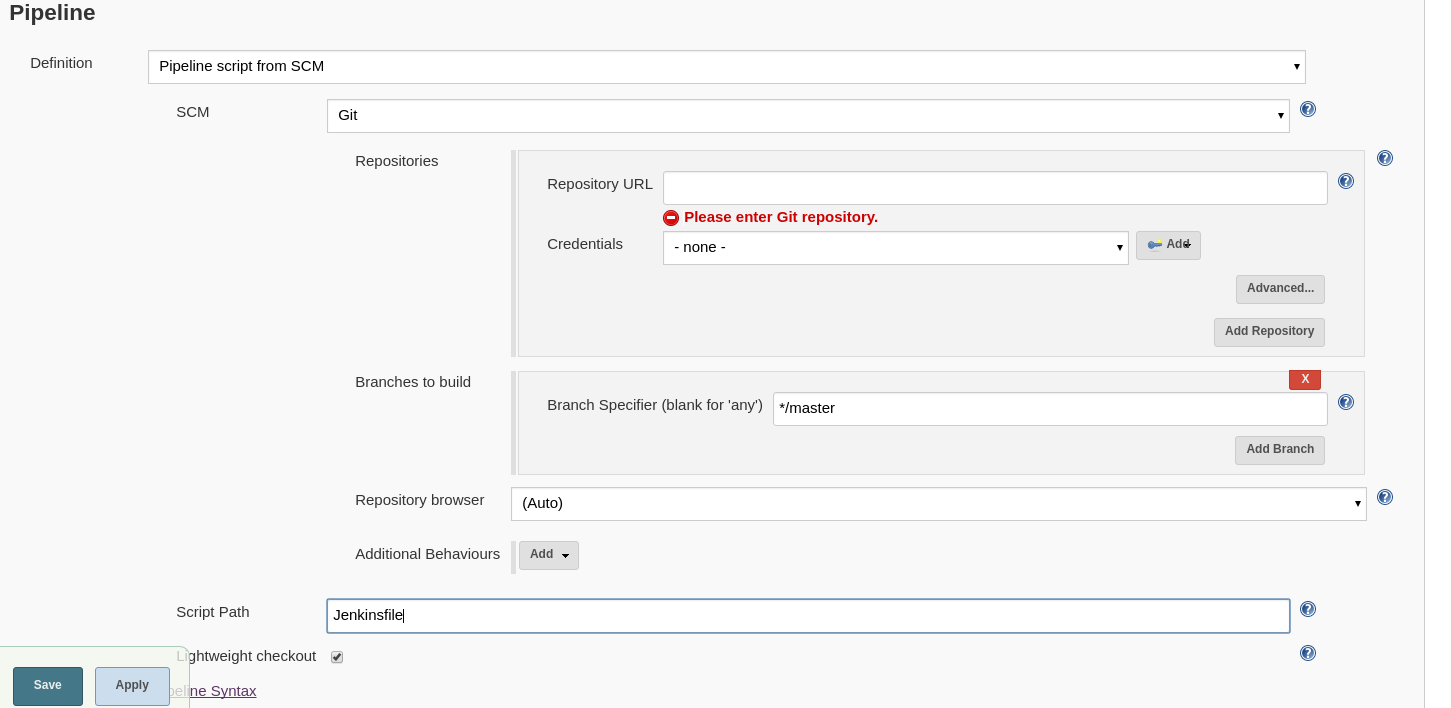 Pipeline
Definition
Pipeline script from SCM
SCM
Git
Repositories
Repository URL
Please enter Git repository.
Credentials
- none -
Add
Advanced...
Add Repository
Branches to build
X
Branch Specifier (blank for 'any')
*/master
Add Branch
Repository browser
(Auto)
Additional Behaviours
Add
Script Path
Jenkinsfile
Lightweight checkout
Save
Apply
peline Syntax